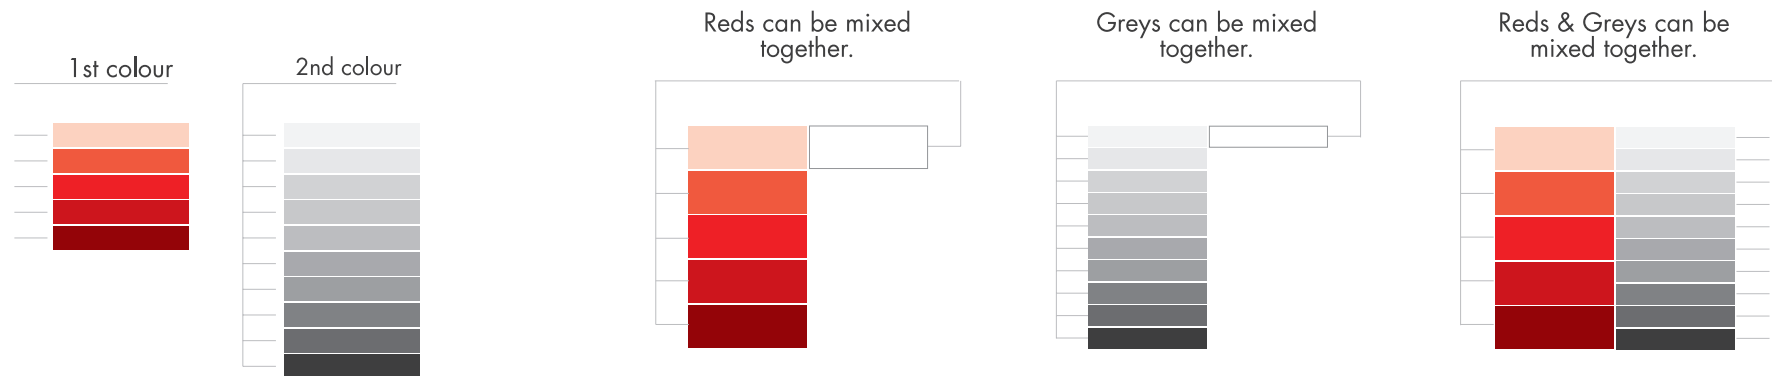 1st colour
2nd colour
Reds can be mixed
together.
Greys can be mixed
together.
Reds & Greys can be
mixed together.